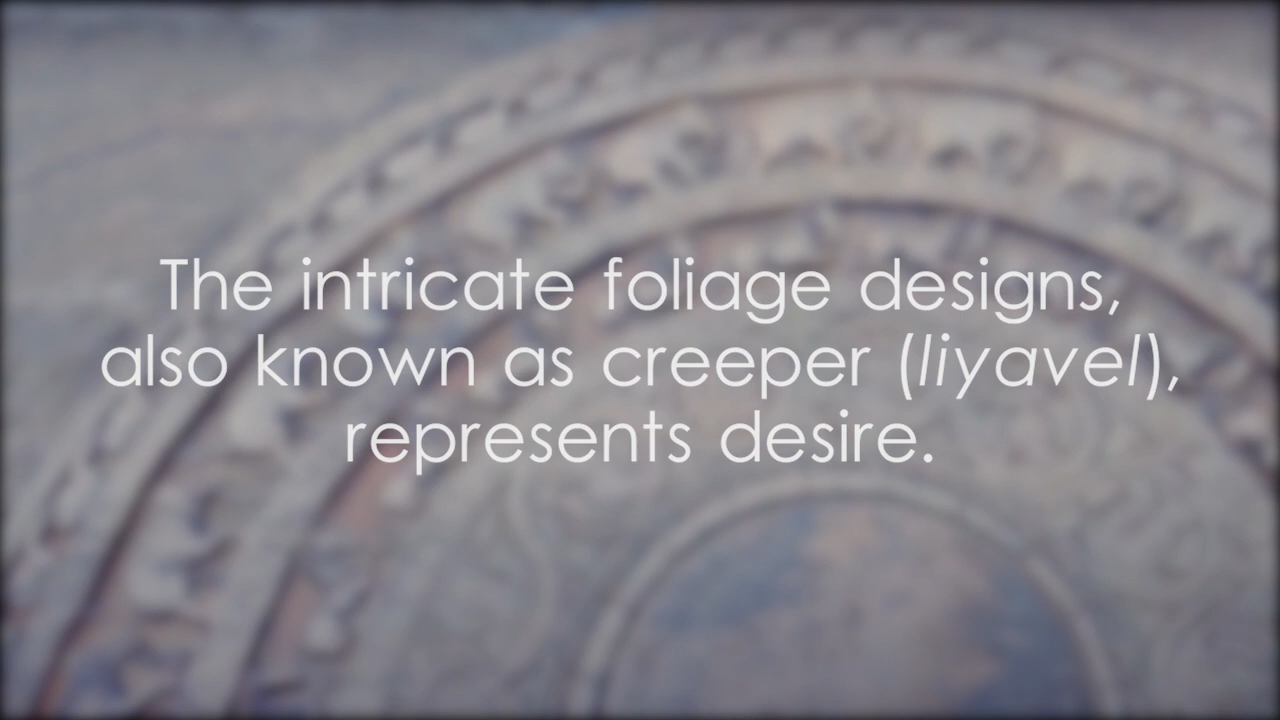 The intricate foliage designs,
also known as creeper (liyavel),
represents desire.